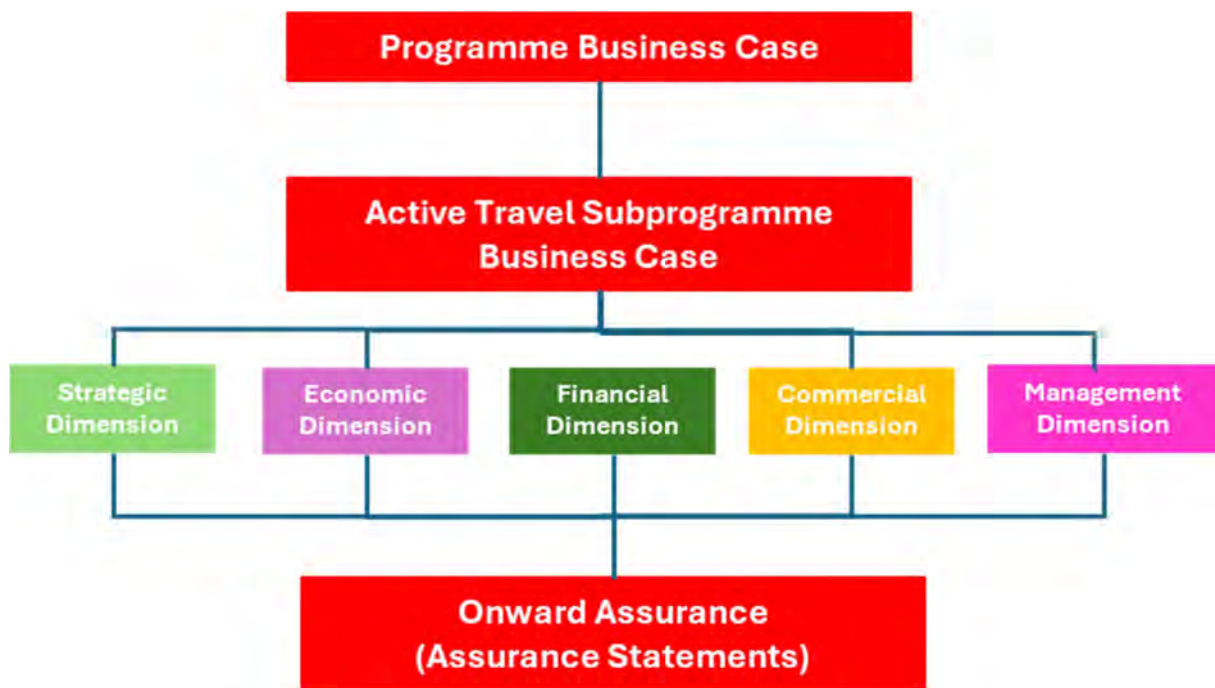 Programme Business Case
Active Travel Subprogramme
Business Case
Strategic
Dimension
Economic
Dimension
Financial
Dimension
Commercial
Dimension
Management
Dimension
Onward Assurance
(Assurance Statements)